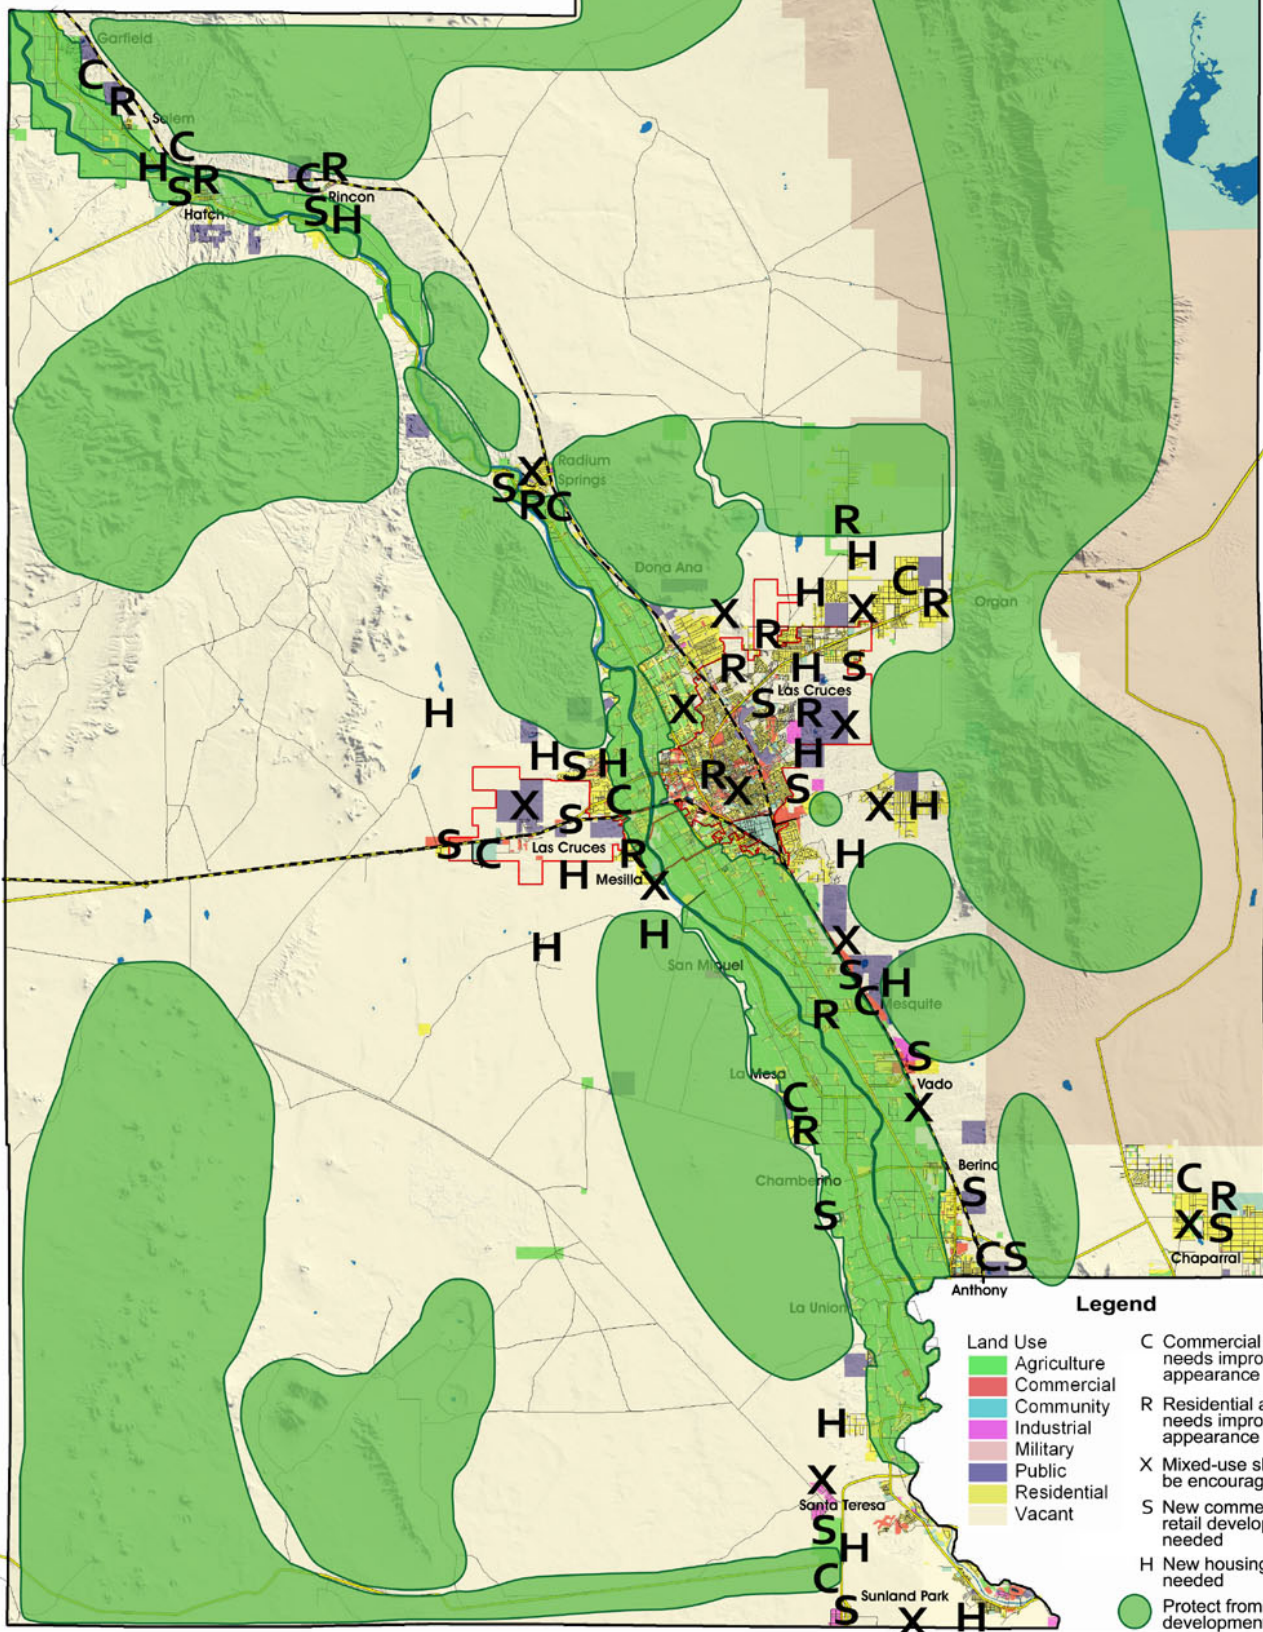 Garfield
C
R
Salem
C
H
R
S
Hatch
C R
Rincon
S H
X
Radium
Springs
S
R C
R
H
Dona Ana
C
H
R
Organ
X
X
R
R
H
S
Las Cruces
S
R
X
X
H
H
H
S
H
R
X
S
X
H
C
X
S
S
C
Las Cruces
R
H
H
Mesilla
X
H
H
San Miguel
X
S
H
C
Mesquite
R
S
La Mesa
Vado
C
X
R
Berino
Chamberino
S
C
R
S
X
S
Chaparral
C S
Anthony
La Union
H
X
Santa Teresa
S
H
C
S
Sunland Park
X
H
Legend
Land Use
Agriculture
Commercial
Community
Industrial
Military
Public
Residential
Vacant
C Commercial
needs impro
appearance
R Residential a
needs impro
appearance
X Mixed-use s
be encourag
S New comme
retail develop
needed
H New housing
needed
Protect from
development